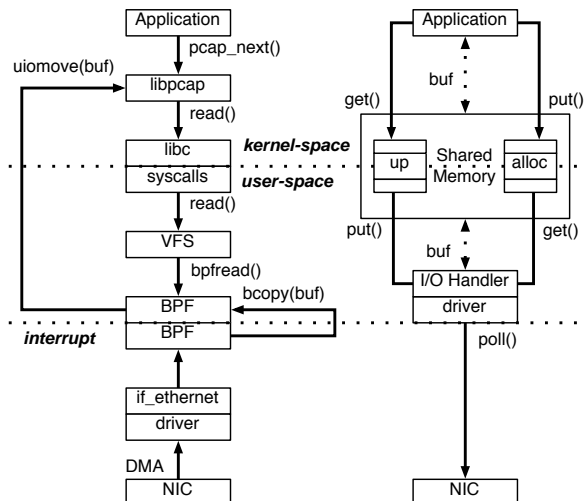 Application
Application
pcap_next()
uiomove(buf)
libpcap
buf
get()
put()
read()
libc
kernel-space
up
Shared
Memory
alloc
syscalls
user-space
read()
put()
get()
VFS
buf
bpfread()
I/O Handler
BPF
bcopy(buf)
driver
interrupt
BPF
poll()
if_ethernet
driver
DMA
NIC
NIC